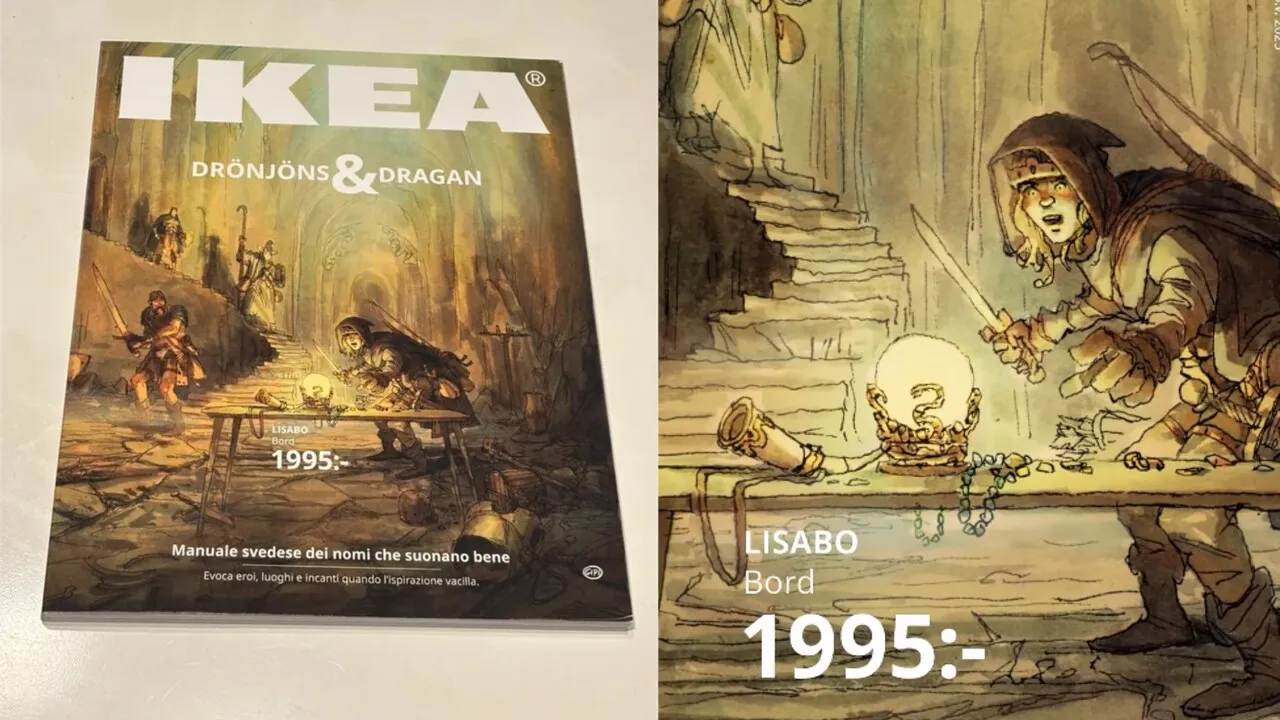 IKEA®
DRÖNJÖNS & DRAGAN
LISABO
Bord
1995:-
Manuale svedese dei nomi che suonano bene
Evoca eroi, luoghi e incanti quando l'ispirazione vacilla.
GIPI
LISABO
Bord
1995:-